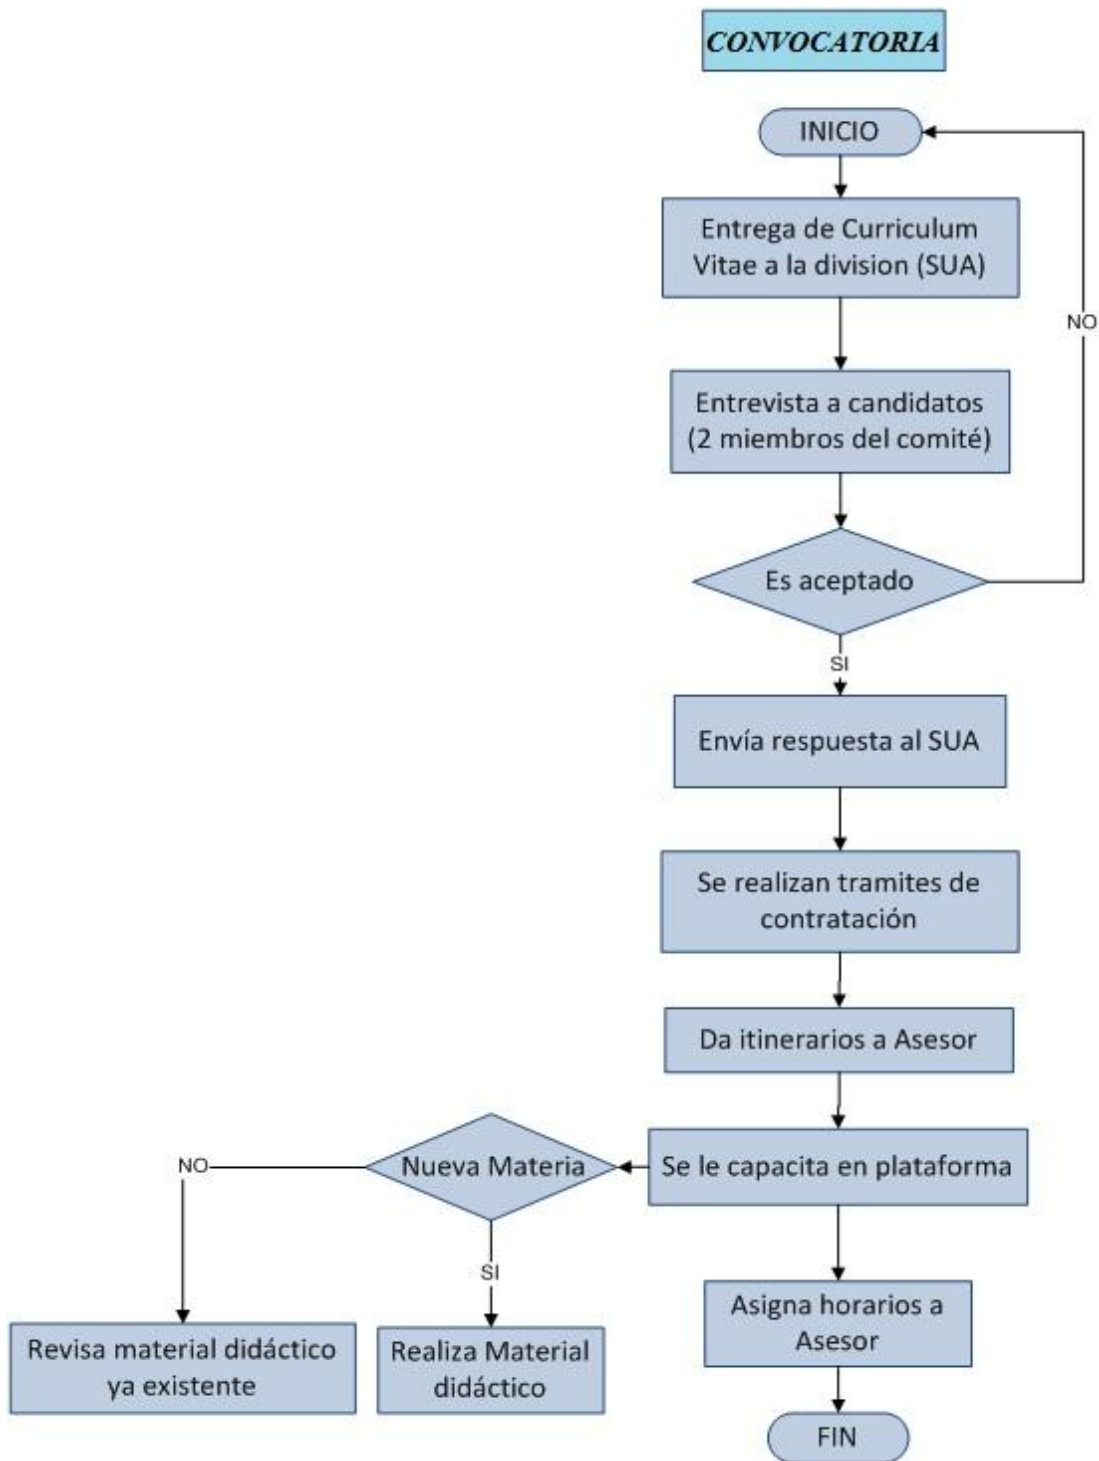 CONVOCATORIA
INICIO
Entrega de Curriculum
Vitae a la division (SUA)
NO
Entrevista a candidatos
(2 miembros del comité)
Es aceptado
SI
Envía respuesta al SUA
Se realizan tramites de
contratación
Da itinerarios a Asesor
Se le capacita en plataforma
Nueva Materia
NO
SI
Revisa material didáctico
ya existente
Realiza Material
didáctico
Asigna horarios a
Asesor
FIN